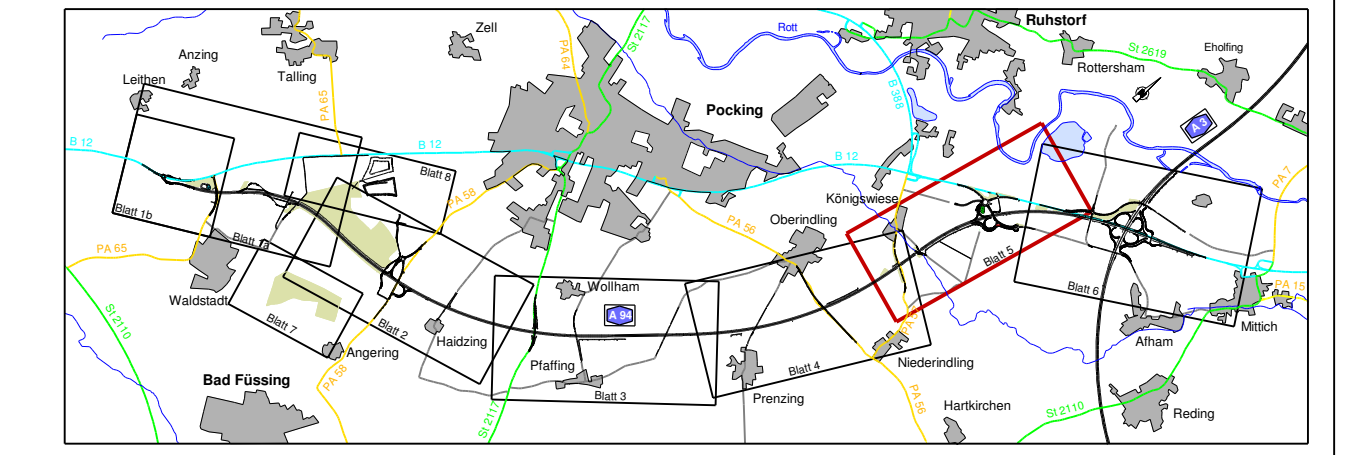 Ruhstorf
Zell
Rott
St 2117
PA 64
St 2619
Eholfing
Anzing
Talling
Leithen
Rottersham
PA 65
B 388
Pocking
A 3
B 12
B 12
B 12
Blatt 8
PA 7
PA 58
Königswiese
Blatt 1b
Oberindling
PA 56
Blatt 1a
PA 65
Blatt 5
Waldstadt
Wollham
Blatt 6
PA 15
St 2110
A 94
Blatt 7
Blatt 2
Mittich
Haidzing
Afham
Angering
Pfaffing
Niederindling
Blatt 4
PA 58
Bad Füssing
Blatt 3
Prenzing
PA 56
Hartkirchen
St 2110
Reding
St 2117